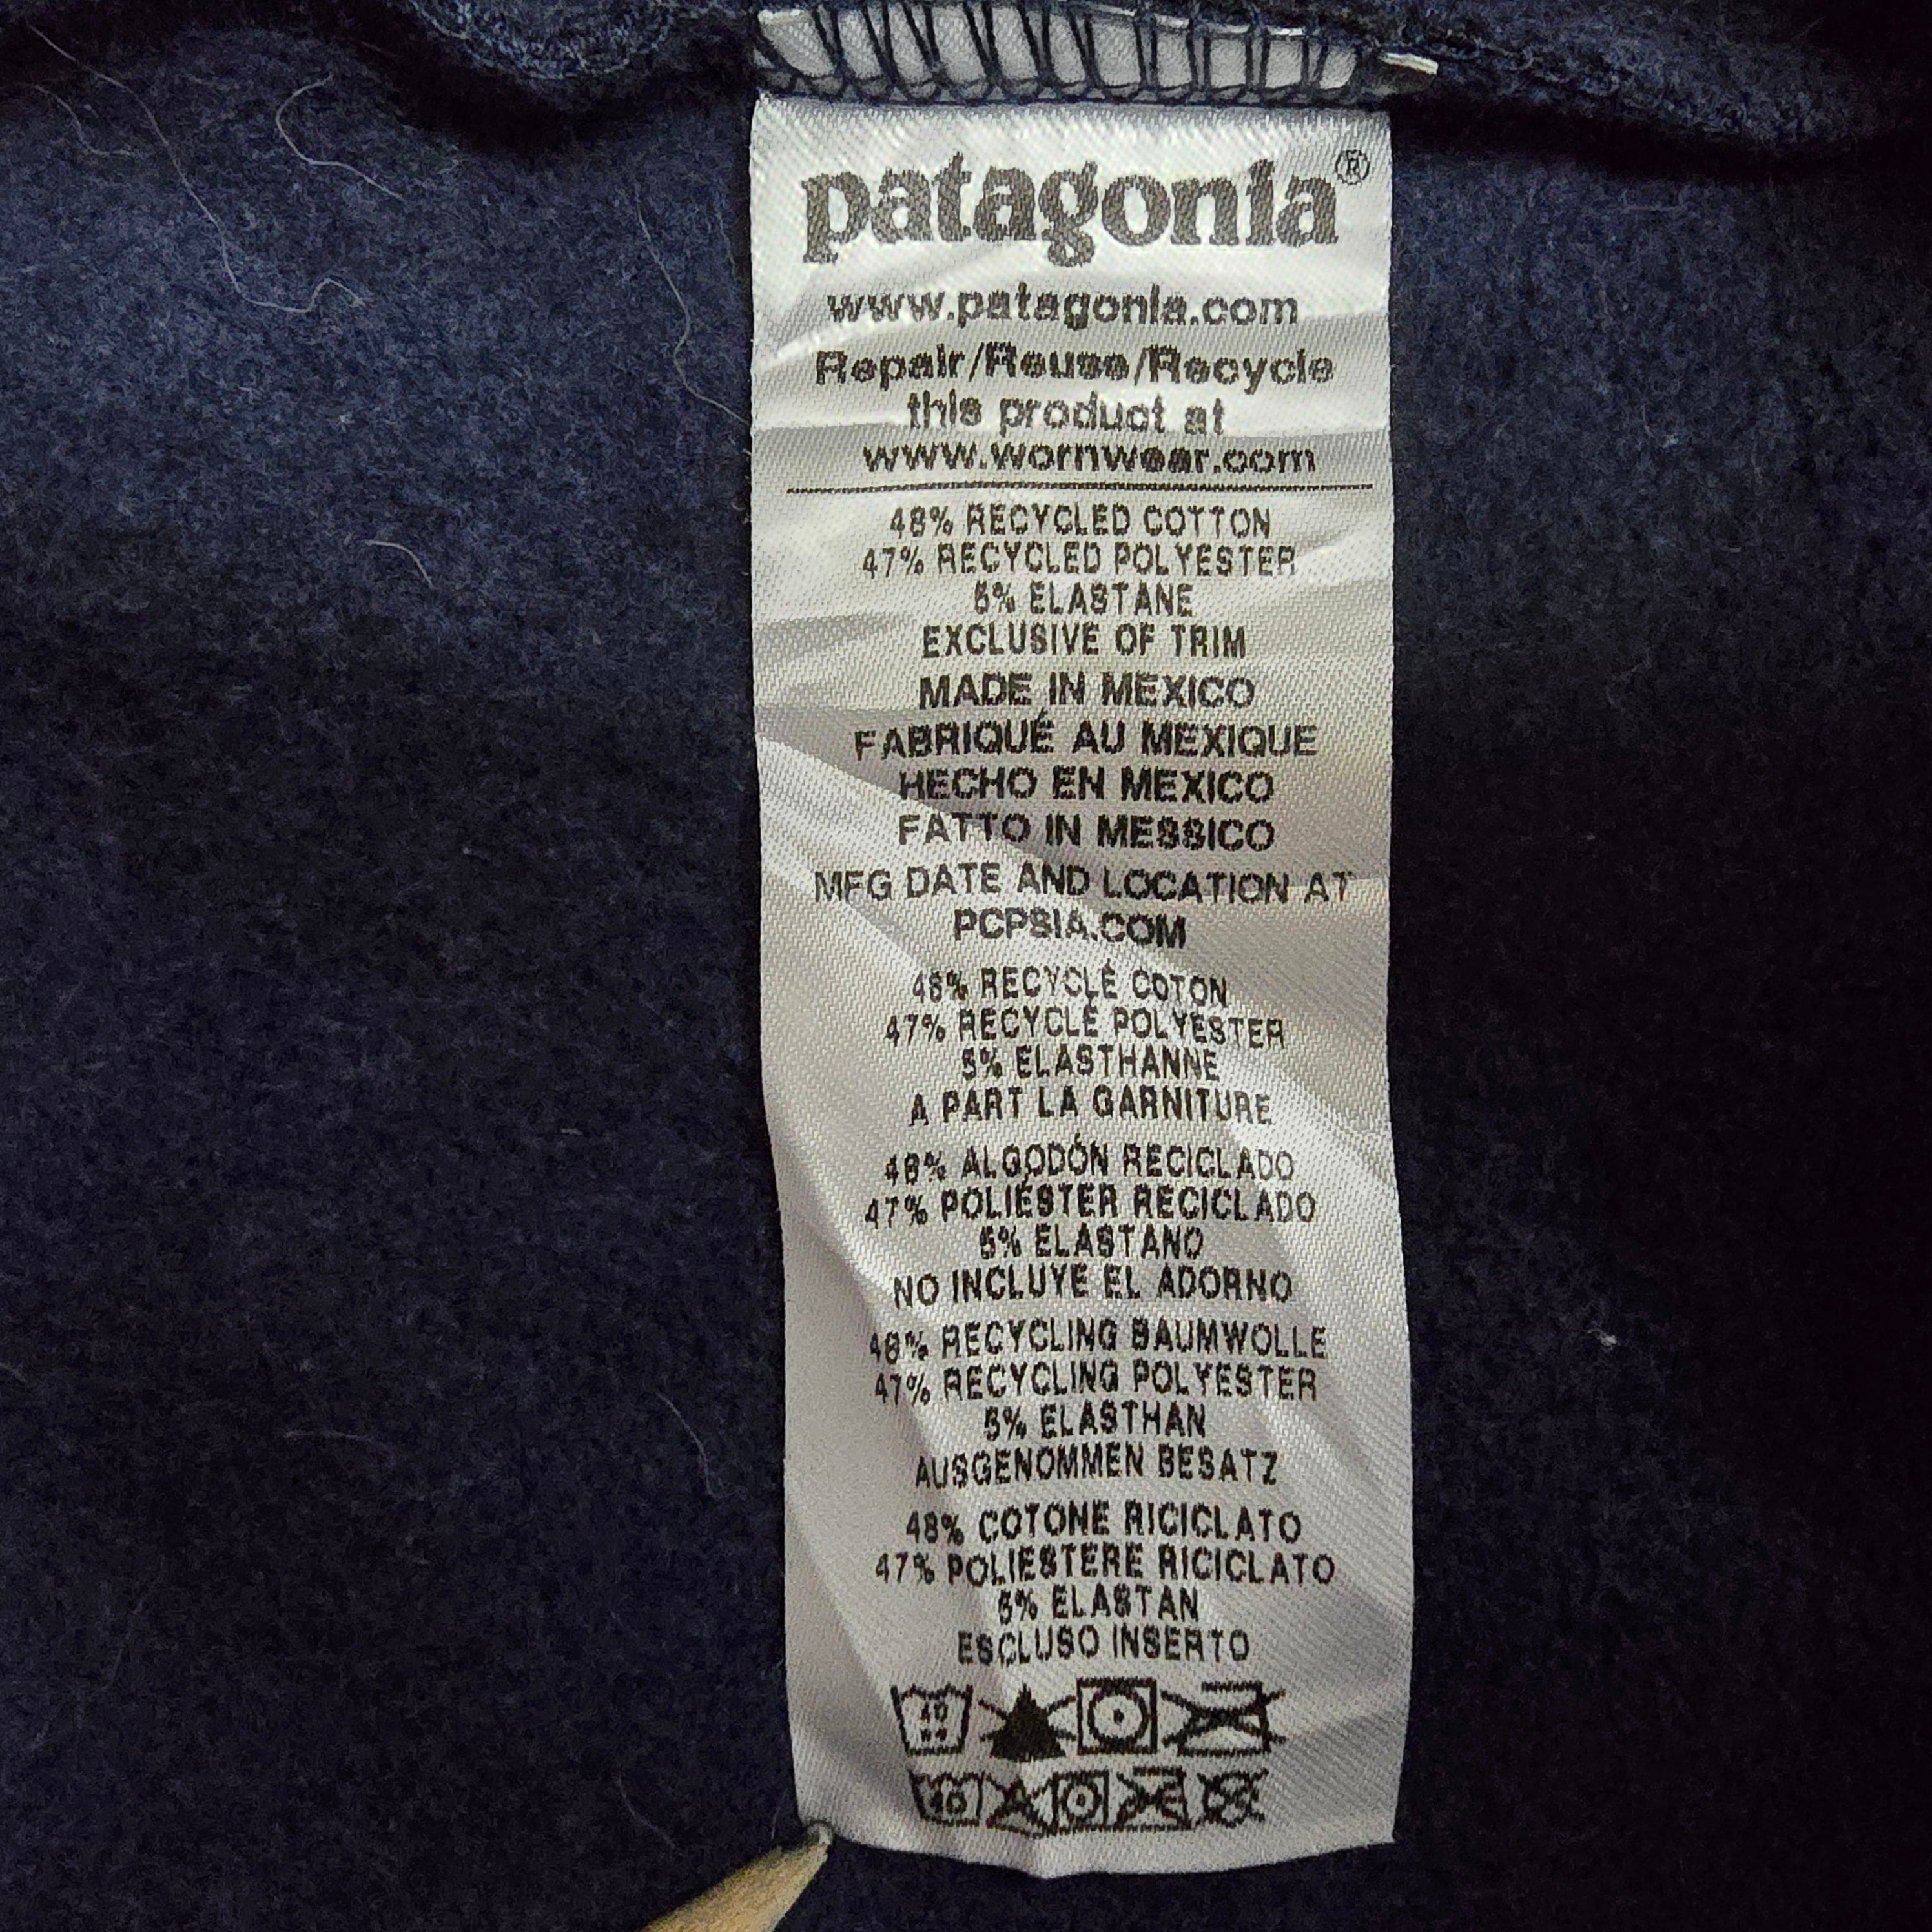 patagonia®
www.patagonia.com
Repair/Reuse/Recycle
this product at
www.wornwear.com
48% RECYCLED COTTON
47% RECYCLED POLYESTER
5% ELASTANE
EXCLUSIVE OF TRIM
MADE IN MEXICO
FABRIQUÉ AU MEXIQUE
HECHO EN MEXICO
FATTO IN MESSICO
MFG DATE AND LOCATION AT
PCPSIA.COM
48% RECYCLÉ COTON
47% RECYCLÉ POLYESTER
5% ELASTHANNE
A PART LA GARNITURE
48% ALGODÓN RECICLADO
47% POLIÉSTER RECICLADO
5% ELASTANO
NO INCLUYE EL ADORNO
48% RECYCLING BAUMWOLLE
47% RECYCLING POLYESTER
5% ELASTHAN
AUSGENOMMEN BESATZ
48% COTONE RICICLATO
47% POLIESTERE RICICLATO
5% ELASTAN
ESCLUSO INSERTO
40
40